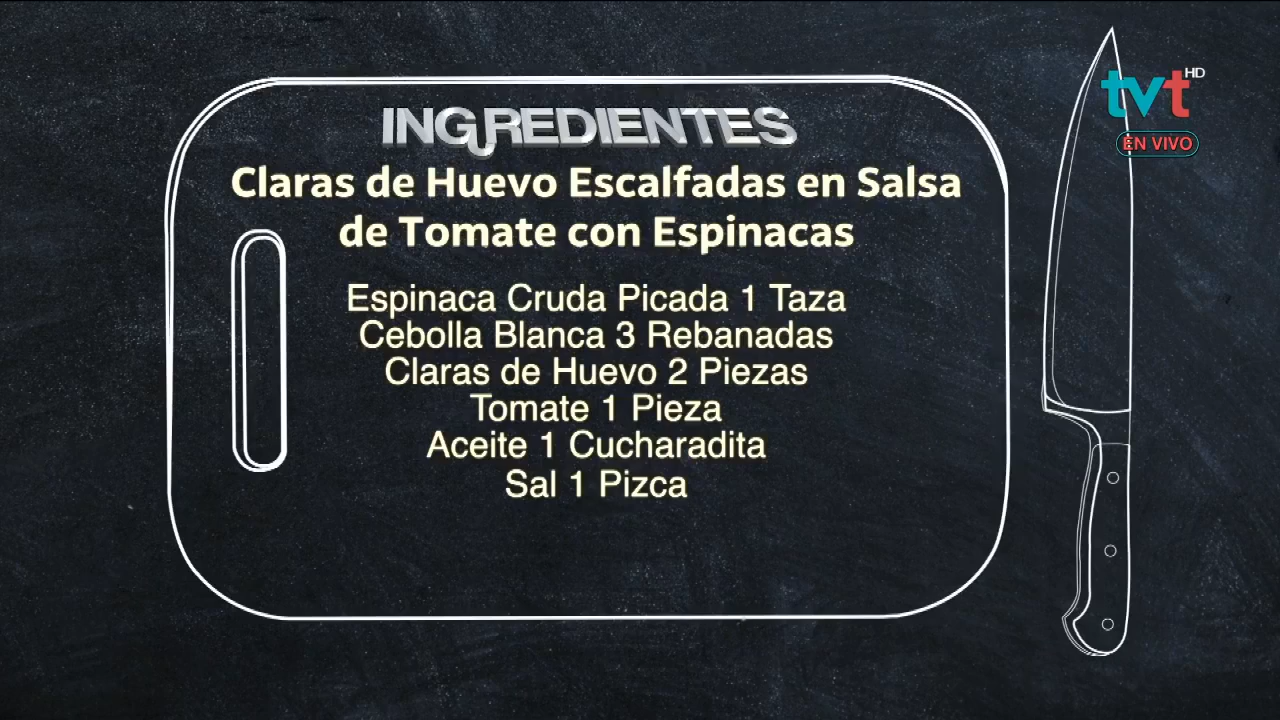 tvt HD
EN VIVO
INGREDIENTES
Claras de Huevo Escalfadas en Salsa
de Tomate con Espinacas
Espinaca Cruda Picada 1 Taza
Cebolla Blanca 3 Rebanadas
Claras de Huevo 2 Piezas
Tomate 1 Pieza
Aceite 1 Cucharadita
Sal 1 Pizca